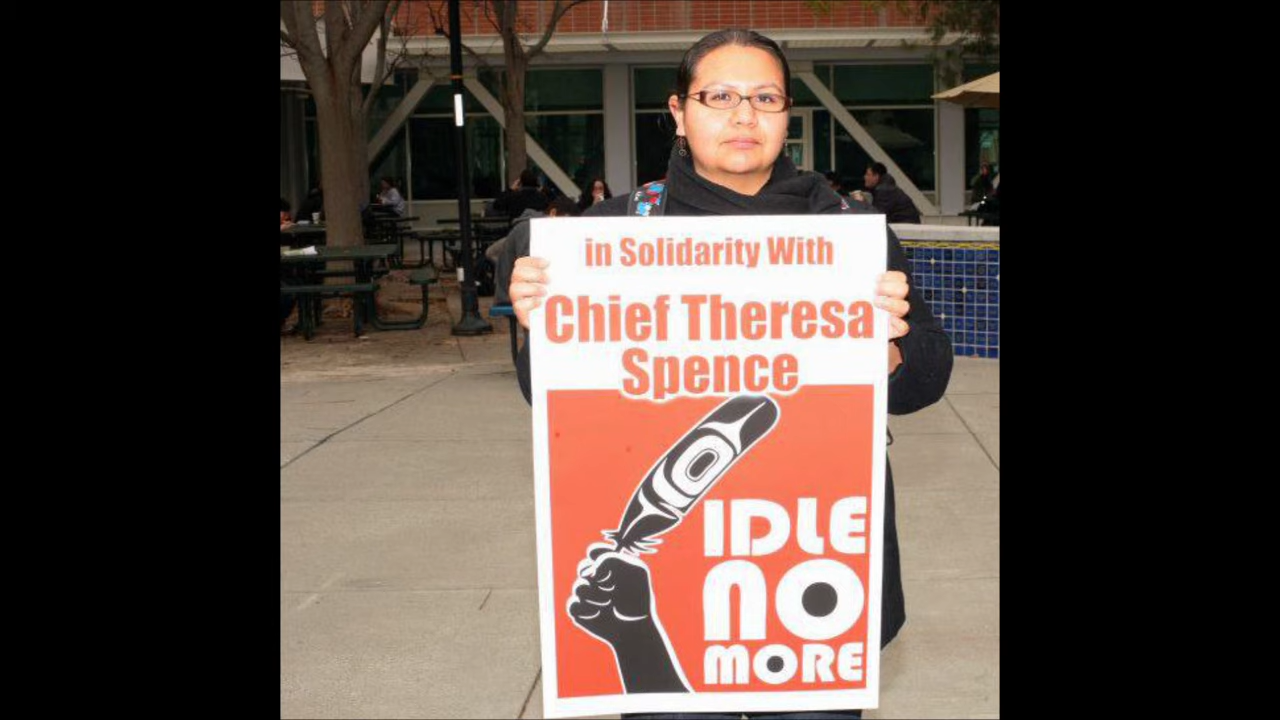 in Solidarity With
Chief Theresa
Spence
IDLE
NO
MORE